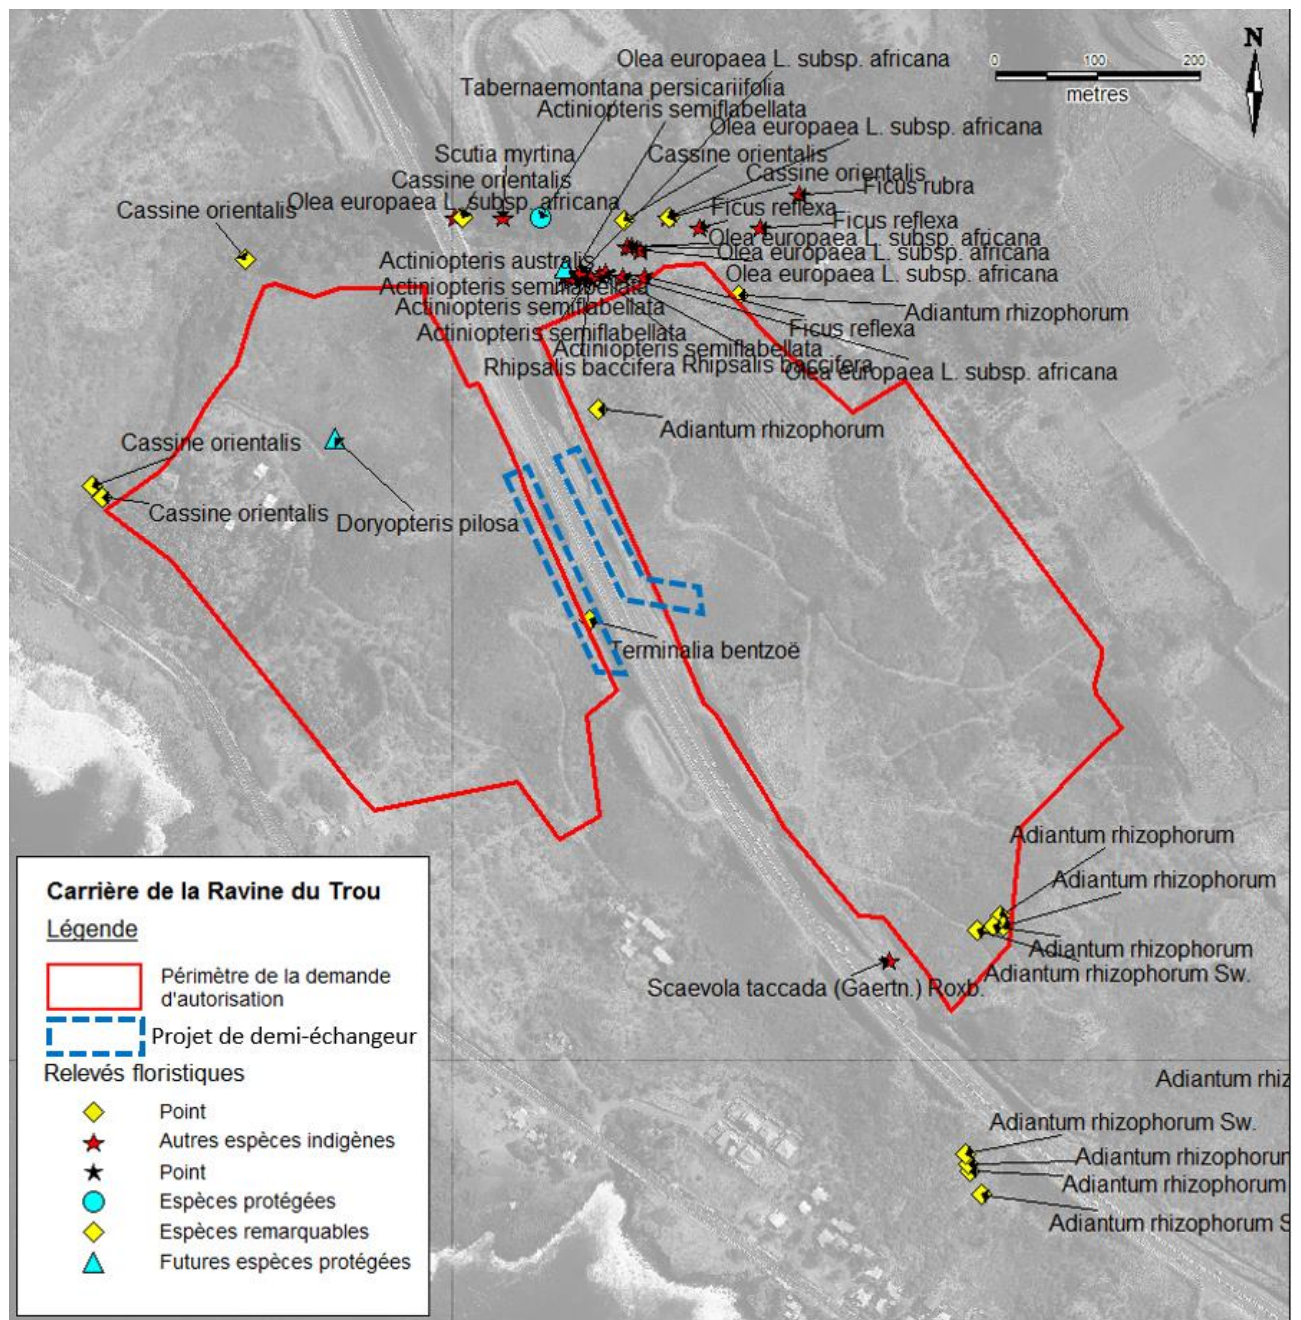 Olea europaea L. subsp. africana
N
0 100 200
metres
Tabernaemontana persicariifolia
Actiniopteris semiflabellata
Olea europaea L. subsp. africana
Scutia myrtina
Cassine orientalis
Cassine orientalis
Cassine orientalis
Ficus rubra
Olea europaea L. subsp. africana
Cassine orientalis
Ficus reflexa
Ficus reflexa
Olea europaea L. subsp. africana
Olea europaea L. subsp. africana
Actiniopteris australis
Olea europaea L. subsp. africana
Actiniopteris semiflabellata
Actiniopteris semiflabellata
Adiantum rhizophorum
Ficus reflexa
Actiniopteris semiflabellata
Actiniopteris semiflabellata
Rhipsalis baccifera
Rhipsalis baccifera
Olea europaea L. subsp. africana
Adiantum rhizophorum
Cassine orientalis
Cassine orientalis
Doryopteris pilosa
Terminalia bentzoë
Adiantum rhizophorum
Adiantum rhizophorum
Adiantum rhizophorum
Adiantum rhizophorum Sw.
Scaevola taccada (Gaertn.) Roxb.
Adiantum rhiz
Adiantum rhizophorum Sw.
Adiantum rhizophorum
Adiantum rhizophorum
Adiantum rhizophorum S
Carrière de la Ravine du Trou
Légende
Périmètre de la demande
d'autorisation
Projet de demi-échangeur
Relevés floristiques
Point
Autres espèces indigènes
Point
Espèces protégées
Espèces remarquables
Futures espèces protégées